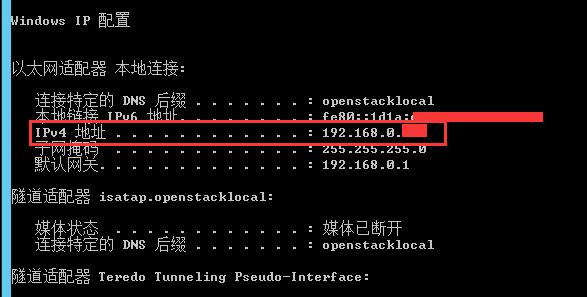 Windows IP 配置
以太网适配器 本地连接:
连接特定的 DNS 后缀 . . . . . . . : openstacklocal
本地链接 IPv6 地址. . . . . . . . : fe80::1d1a:
IPv4 地址 . . . . . . . . . . . . : 192.168.0.
子网掩码 . . . . . . . . . . . . : 255.255.255.0
默认网关. . . . . . . . . . . . . : 192.168.0.1
隧道适配器 isatap.openstacklocal:
媒体状态 . . . . . . . . . . . . : 媒体已断开
连接特定的 DNS 后缀 . . . . . . . : openstacklocal
隧道适配器 Teredo Tunneling Pseudo-Interface: